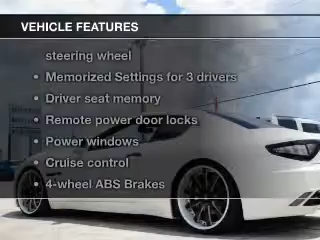 VEHICLE FEATURES
steering wheel
• Memorized Settings for 3 drivers
• Driver seat memory
• Remote power door locks
• Power windows
• Cruise control
• 4-wheel ABS Brakes